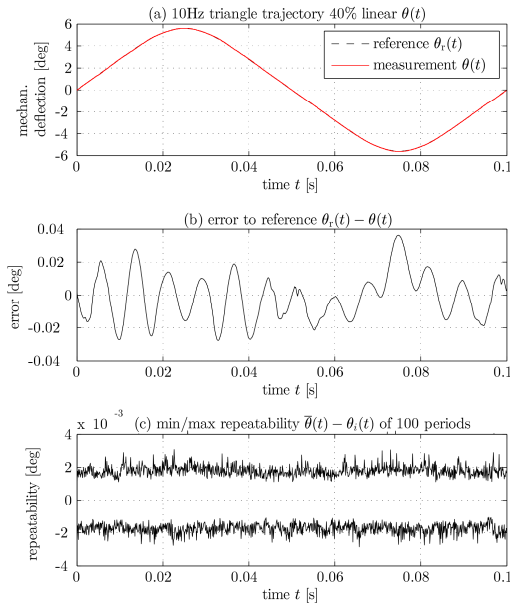 (a) 10Hz triangle trajectory 40% linear θ(t)
6
4
2
0
-2
-4
-6
mechan.
deflection [deg]
reference θr(t)
measurement θ(t)
0
0.02
0.04
0.06
0.08
0.1
time t [s]
(b) error to reference θr(t) − θ(t)
0.04
0.02
0
-0.02
-0.04
error [deg]
0
0.02
0.04
0.06
0.08
0.1
time t [s]
x 10 -3
(c) min/max repeatability θ̅(t) − θi(t) of 100 periods
4
2
0
-2
-4
repeatability [deg]
0
0.02
0.04
0.06
0.08
0.1
time t [s]